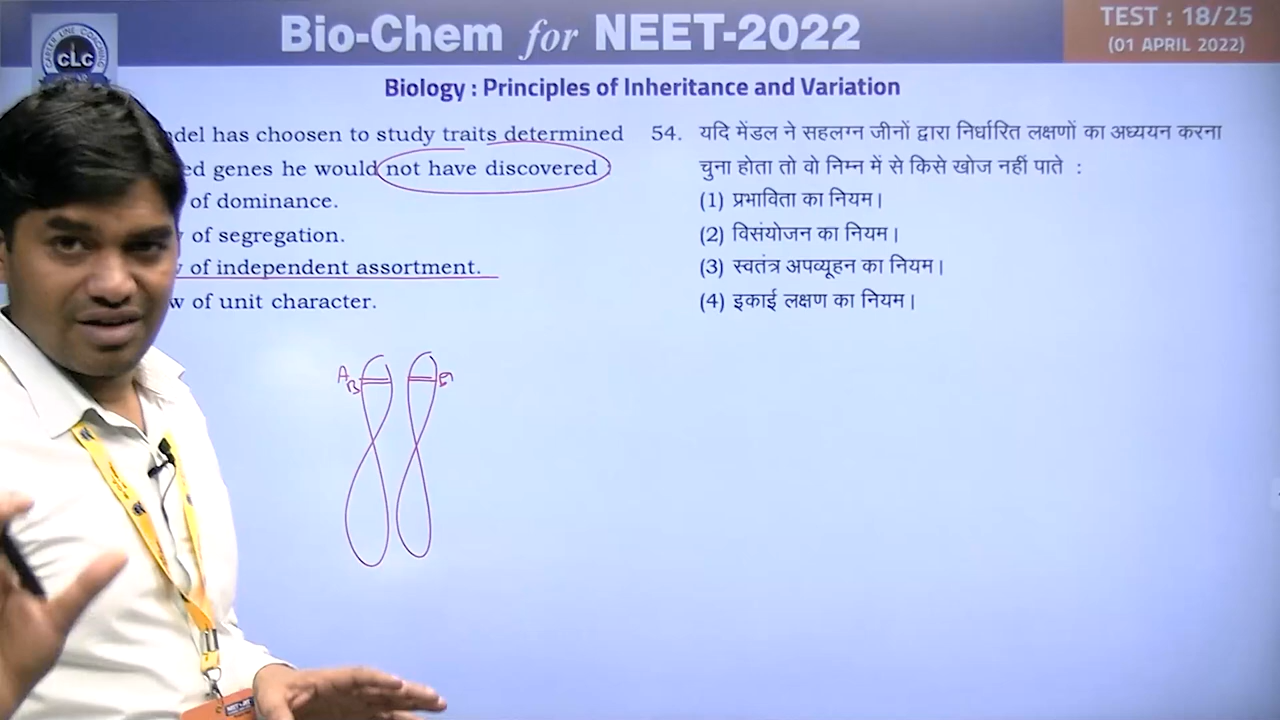 Bio-Chem for NEET-2022
TEST : 18/25
(01 APRIL 2022)
CLC
Biology : Principles of Inheritance and Variation
has choosen to study traits determined
genes he would not have discovered :
of dominance.
of segregation.
of independent assortment.
of unit character.
54. यदि मेंडल ने सहलग्न जीनों द्वारा निर्धारित लक्षणों का अध्ययन करना
चुना होता तो वो निम्न में से किसे खोज नहीं पाते :
(1) प्रभाविता का नियम।
(2) विसंयोजन का नियम।
(3) स्वतंत्र अपव्यूहन का नियम।
(4) इकाई लक्षण का नियम।
A
B